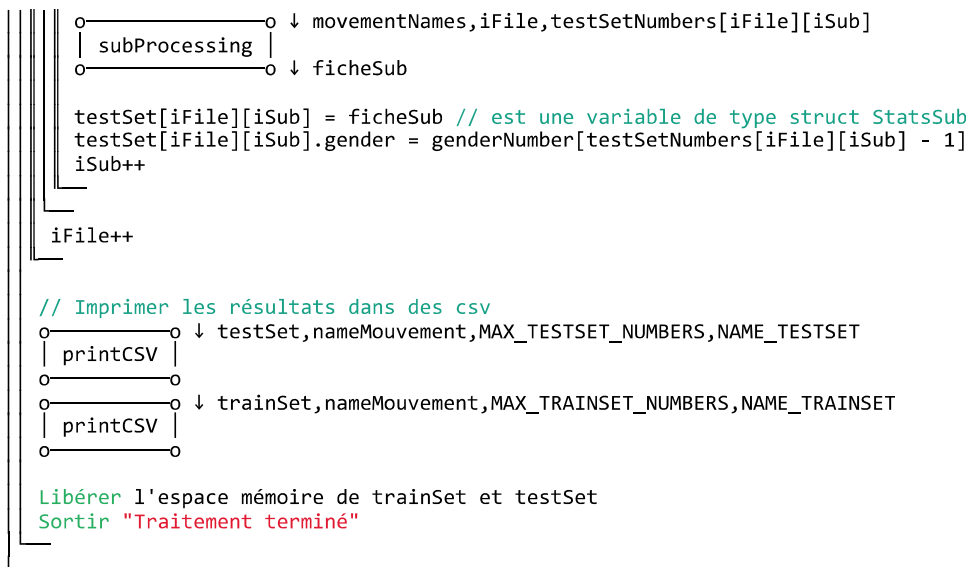 ↓ movementNames,iFile,testSetNumbers[iFile][iSub]
subProcessing
↓ ficheSub
testSet[iFile][iSub] = ficheSub // est une variable de type struct StatsSub
testSet[iFile][iSub].gender = genderNumber[testSetNumbers[iFile][iSub] - 1]
iSub++
iFile++
// Imprimer les résultats dans des csv
↓ testSet,nameMouvement,MAX_TESTSET_NUMBERS,NAME_TESTSET
printCSV
↓ trainSet,nameMouvement,MAX_TRAINSET_NUMBERS,NAME_TRAINSET
printCSV
Libérer l'espace mémoire de trainSet et testSet
Sortir "Traitement terminé"